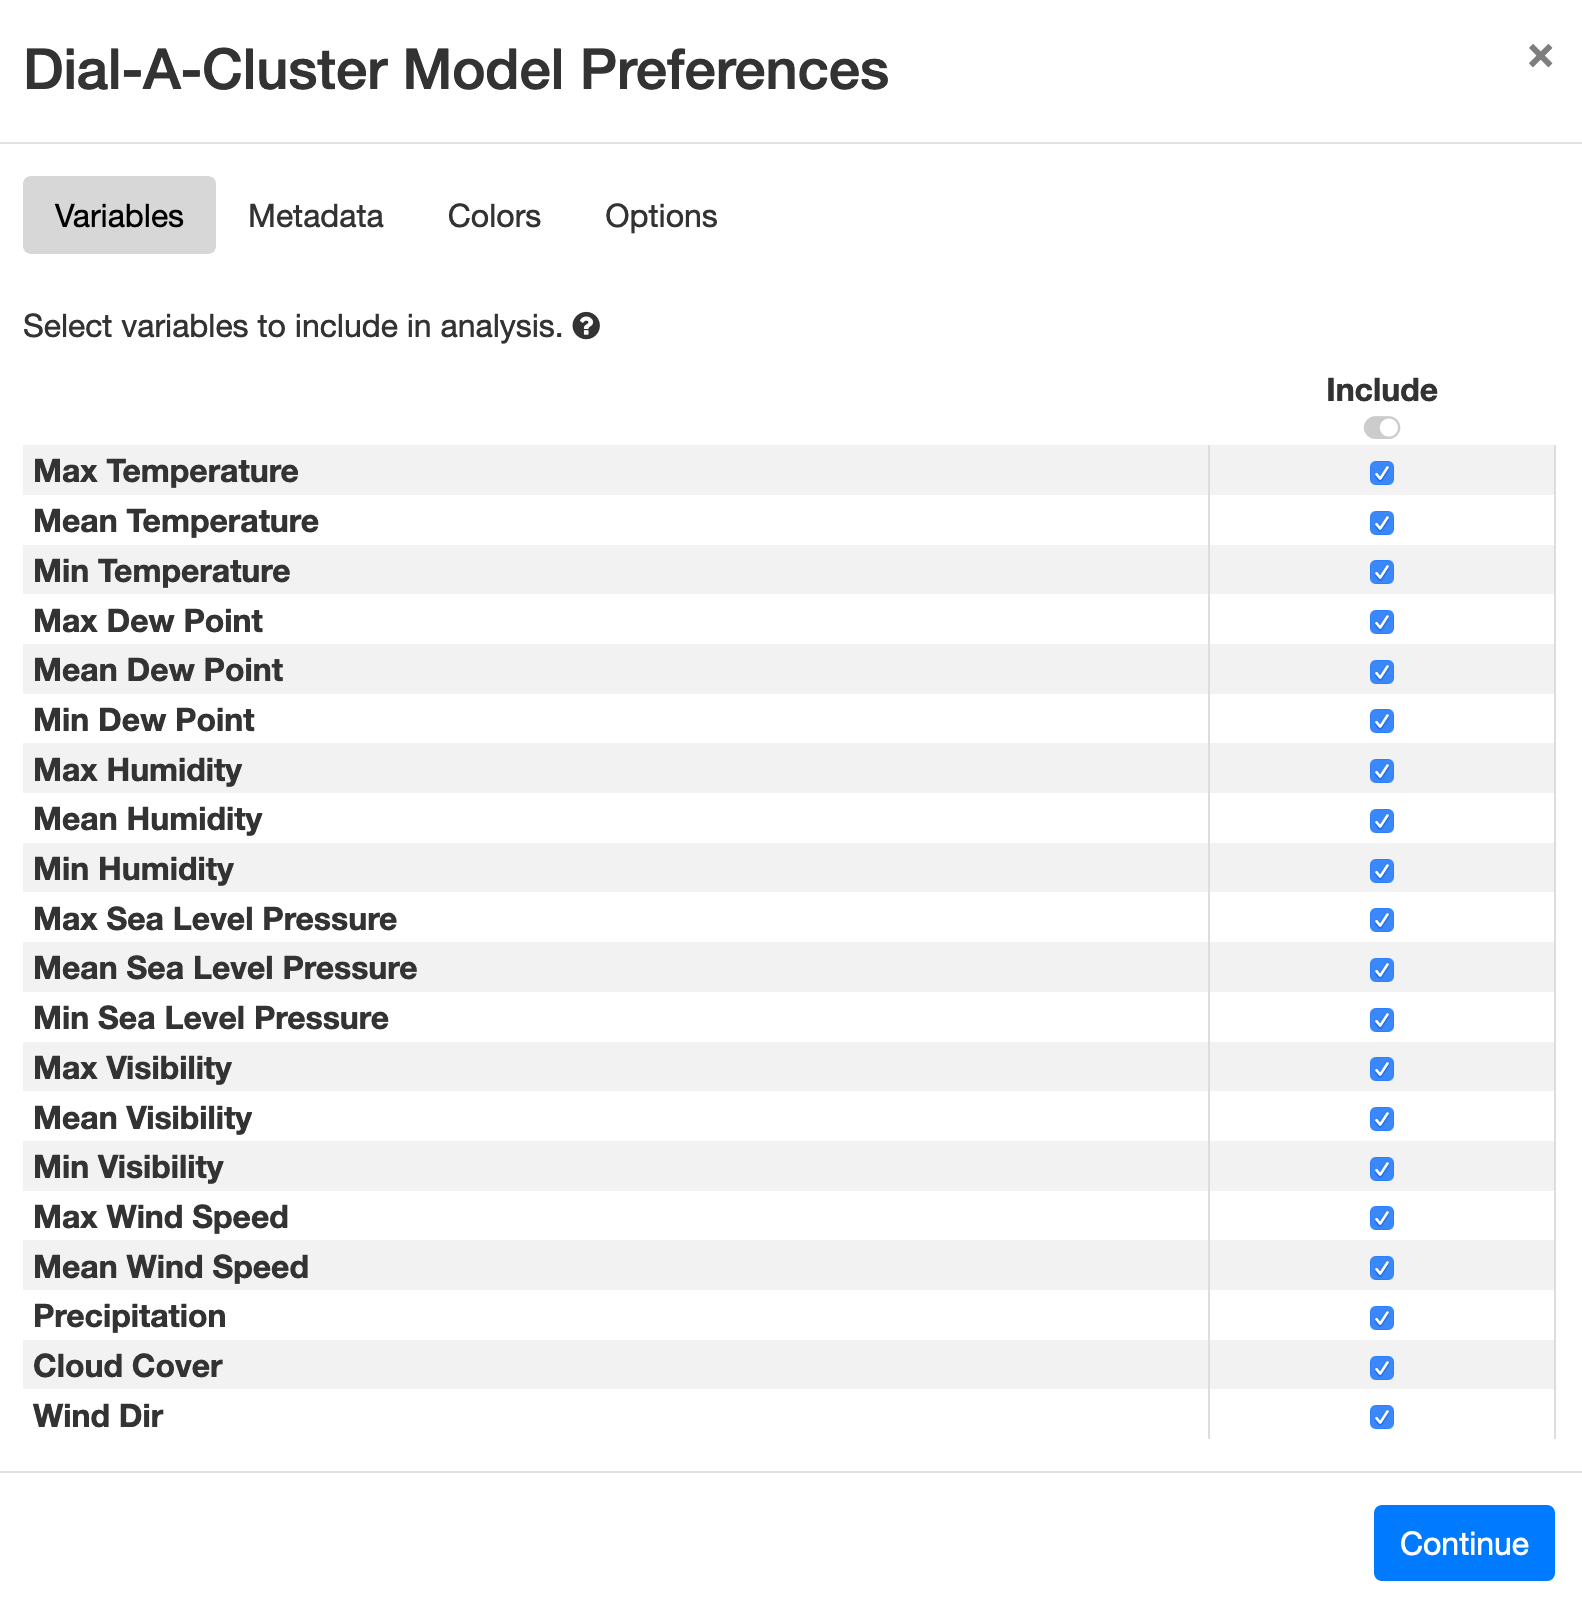 Dial-A-Cluster Model Preferences
Variables Metadata Colors Options
Select variables to include in analysis.
Include
Max Temperature
Mean Temperature
Min Temperature
Max Dew Point
Mean Dew Point
Min Dew Point
Max Humidity
Mean Humidity
Min Humidity
Max Sea Level Pressure
Mean Sea Level Pressure
Min Sea Level Pressure
Max Visibility
Mean Visibility
Min Visibility
Max Wind Speed
Mean Wind Speed
Precipitation
Cloud Cover
Wind Dir
Continue